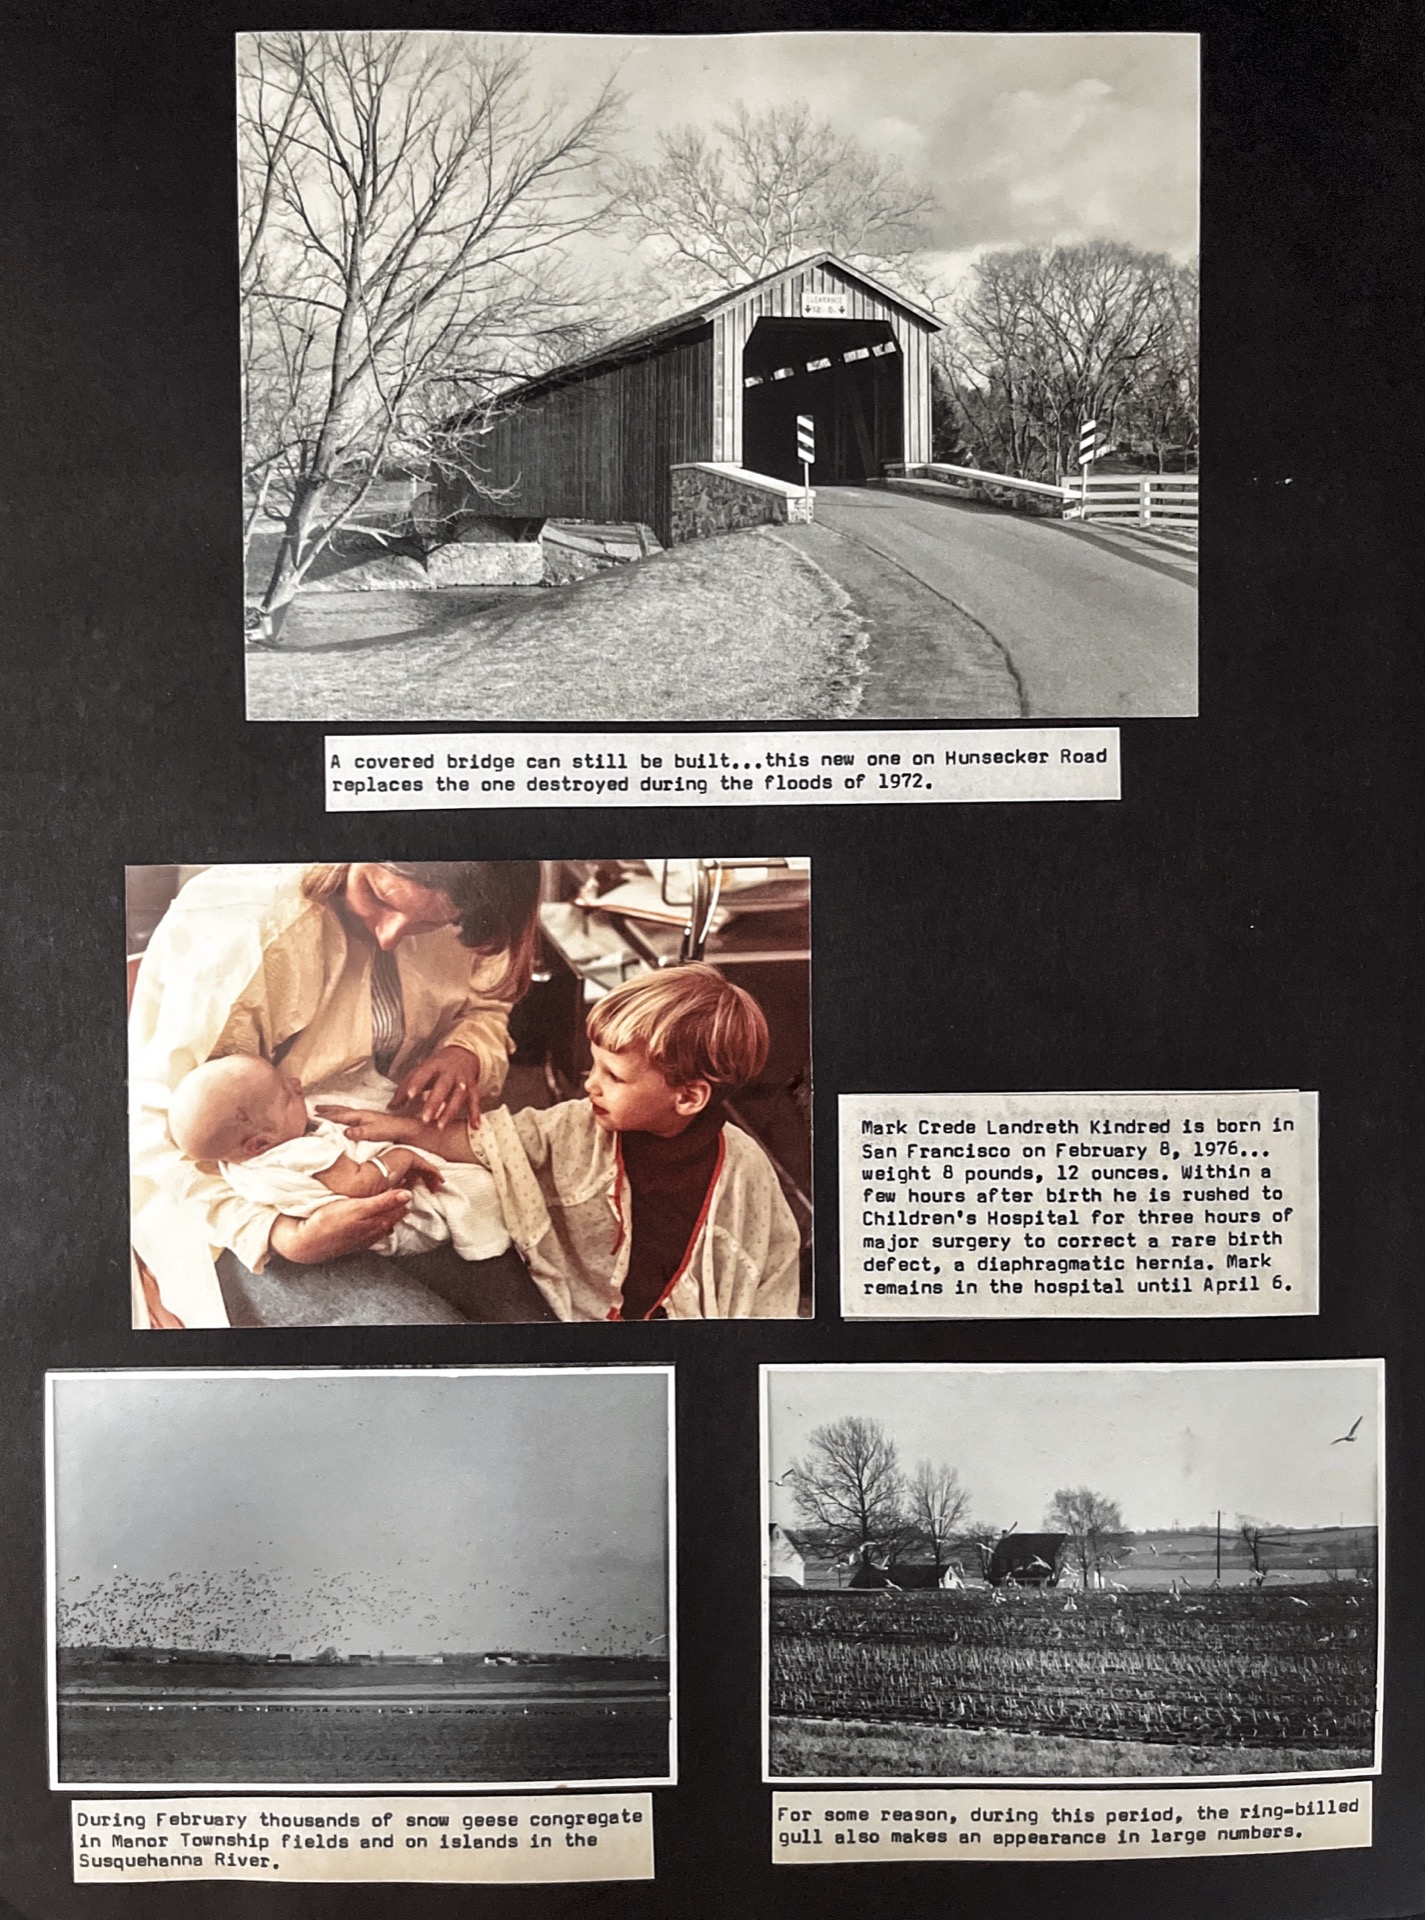 CLEARANCE
A covered bridge can still be built...this new one on Hunsecker Road
replaces the one destroyed during the floods of 1972.
Mark Crede Landreth Kindred is born in
San Francisco on February 8, 1976...
weight 8 pounds, 12 ounces. Within a
few hours after birth he is rushed to
Children's Hospital for three hours of
major surgery to correct a rare birth
defect, a diaphragmatic hernia. Mark
remains in the hospital until April 6.
During February thousands of snow geese congregate
in Manor Township fields and on islands in the
Susquehanna River.
For some reason, during this period, the ring-billed
gull also makes an appearance in large numbers.